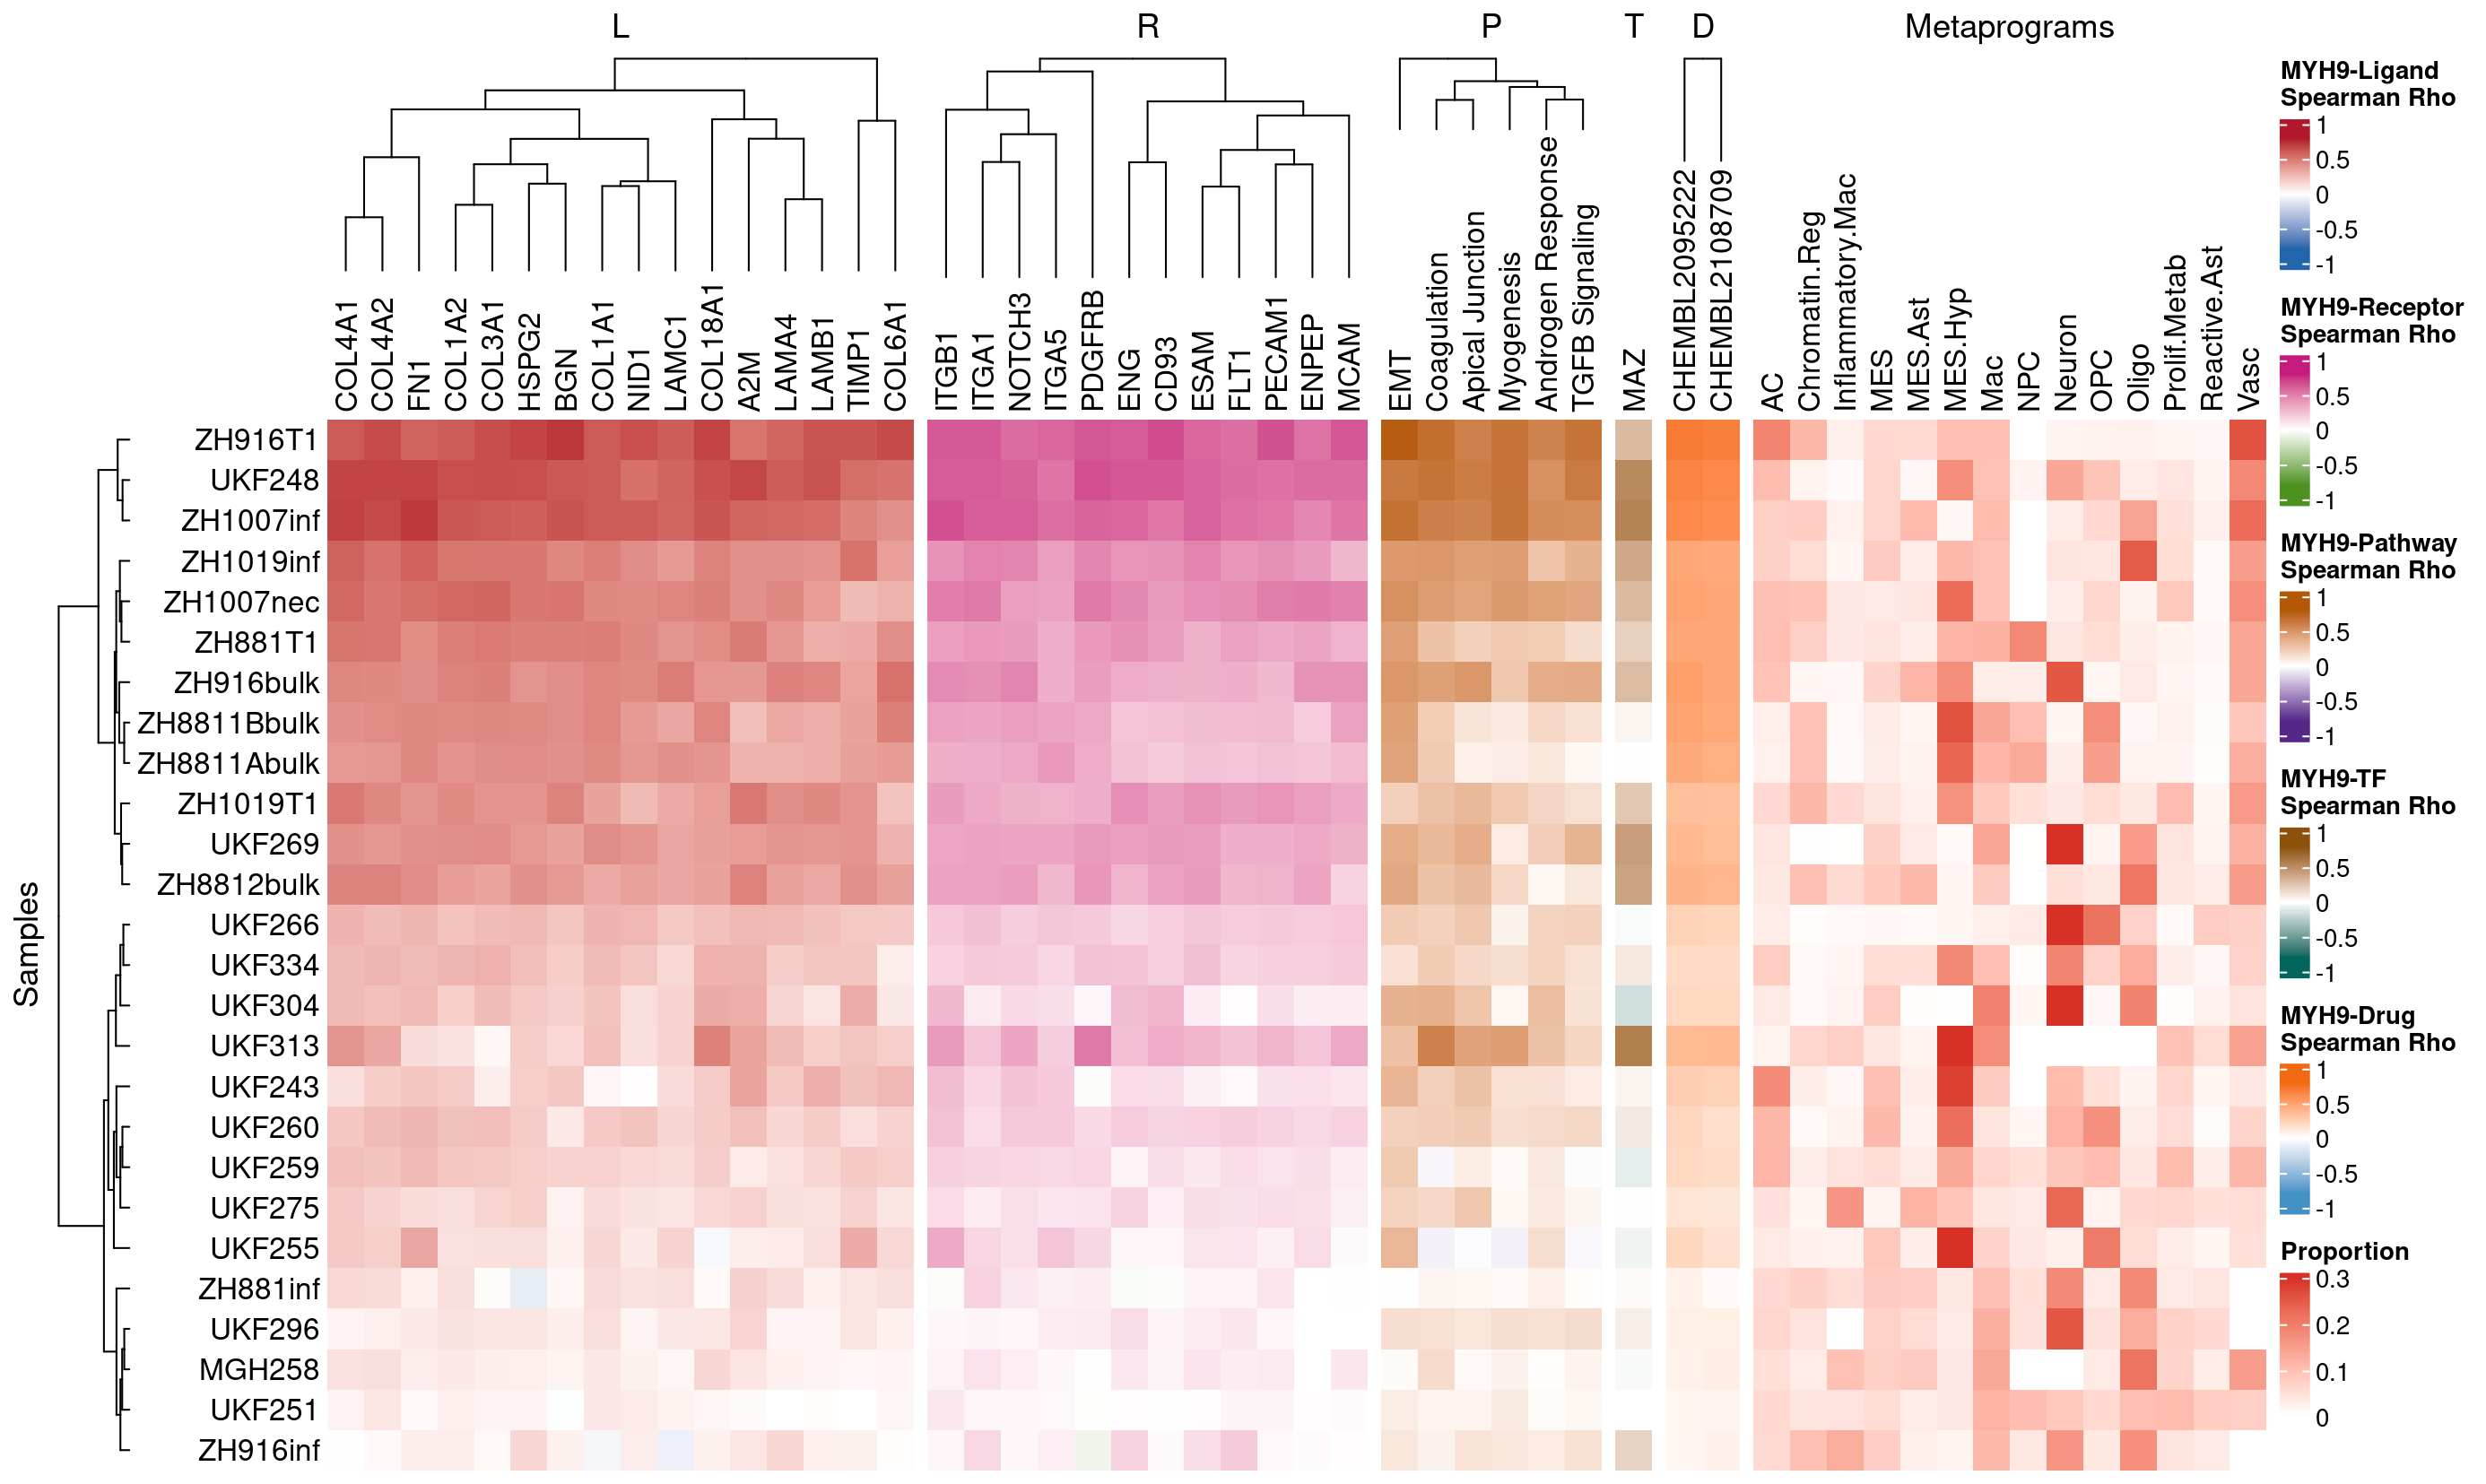 L R P T D Metaprograms
COL4A1
COL4A2
FN1
COL1A2
COL3A1
HSPG2
BGN
COL1A1
NID1
LAMC1
COL18A1
A2M
LAMA4
LAMB1
TIMP1
COL6A1
ITGB1
ITGA1
NOTCH3
ITGA5
PDGFRB
ENG
CD93
ESAM
FLT1
PECAM1
ENPEP
MCAM
EMT
Coagulation
Apical Junction
Myogenesis
Androgen Response
TGFB Signaling
MAZ
CHEMBL2095222
CHEMBL2108709
AC
Chromatin.Reg
Inflammatory.Mac
MES
MES.Ast
MES.Hyp
Mac
NPC
Neuron
OPC
Oligo
Prolif.Metab
Reactive.Ast
Vasc
Samples
ZH916T1
UKF248
ZH1007inf
ZH1019inf
ZH1007nec
ZH881T1
ZH916bulk
ZH8811Bbulk
ZH8811Abulk
ZH1019T1
UKF269
ZH8812bulk
UKF266
UKF334
UKF304
UKF313
UKF243
UKF260
UKF259
UKF275
UKF255
ZH881inf
UKF296
MGH258
UKF251
ZH916inf
MYH9-Ligand
Spearman Rho
1
0.5
0
-0.5
-1
MYH9-Receptor
Spearman Rho
1
0.5
0
-0.5
-1
MYH9-Pathway
Spearman Rho
1
0.5
0
-0.5
-1
MYH9-TF
Spearman Rho
1
0.5
0
-0.5
-1
MYH9-Drug
Spearman Rho
1
0.5
0
-0.5
-1
Proportion
0.3
0.2
0.1
0